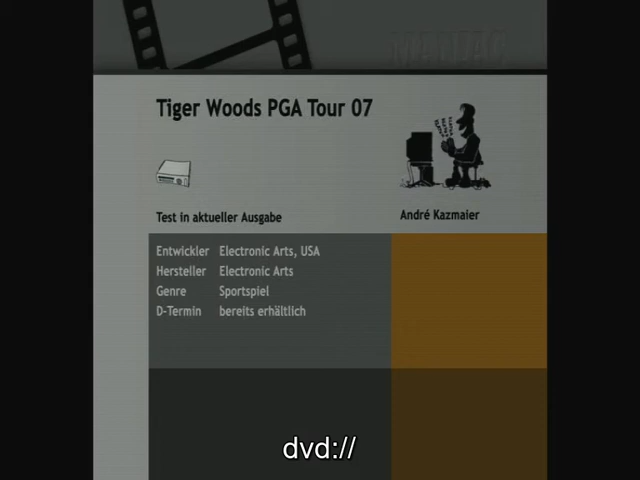 MANIAC
Tiger Woods PGA Tour 07
Test in aktueller Ausgabe
André Kazmaier
Entwickler Electronic Arts, USA
Hersteller Electronic Arts
Genre Sportspiel
D-Termin bereits erhältlich
dvd://